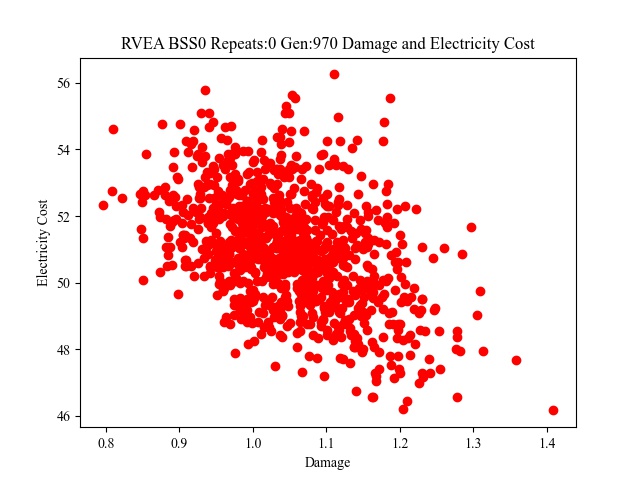 RVEA BSS0 Repeats:0 Gen:970 Damage and Electricity Cost
56
54
52
50
48
46
Electricity Cost
0.8 0.9 1.0 1.1 1.2 1.3 1.4
Damage